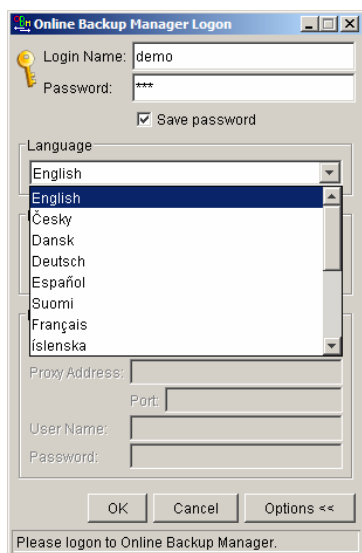 Online Backup Manager Logon
Login Name: demo
Password: ***
Save password
Language
English
English
Česky
Dansk
Deutsch
Español
Suomi
Français
íslenska
Proxy Address:
Port:
User Name:
Password:
OK Cancel Options <<
Please logon to Online Backup Manager.